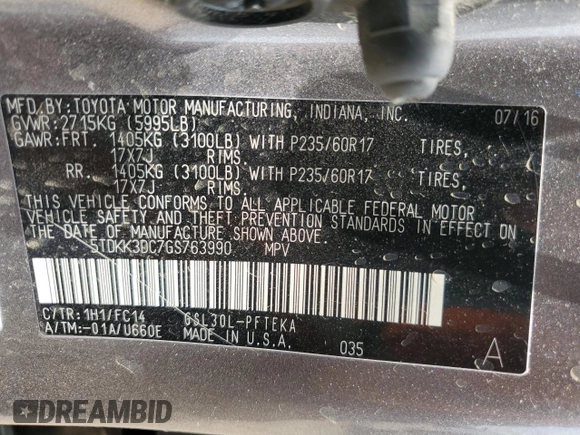 MFD.BY: TOYOTA MOTOR MANUFACTURING, INDIANA, INC. 07/16
GVWR: 2715KG (5995LB)
GAWR: FRT. 1405KG (3100LB) WITH P235/60R17 TIRES,
17X7J RIMS.
RR. 1405KG (3100LB) WITH P235/60R17 TIRES,
17X7J RIMS.
THIS VEHICLE CONFORMS TO ALL APPLICABLE FEDERAL MOTOR
VEHICLE SAFETY AND THEFT PREVENTION STANDARDS IN EFFECT ON
THE DATE OF MANUFACTURE SHOWN ABOVE.
5TDKK3DC7GS763990 MPV
C/TR: 1H1/FC14 GSL30L-PFTEKA
A/TM:-01A/U660E MADE IN U.S.A. 035 A
DREAMBID